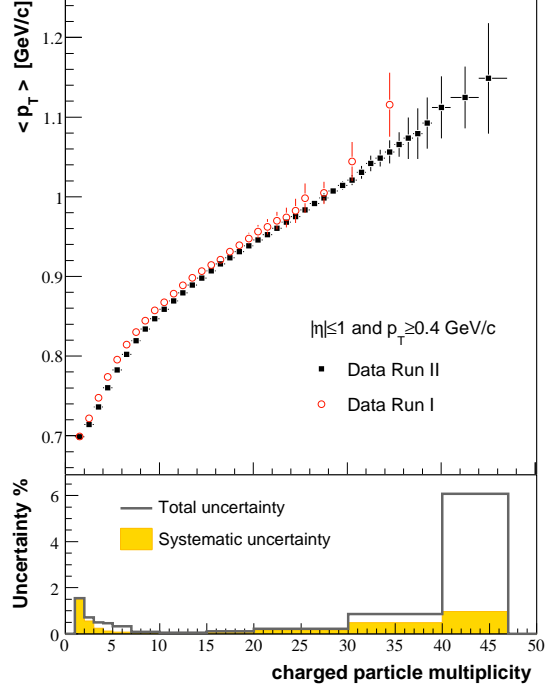 < p_T > [GeV/c]
1.2
1.1
1
0.9
0.8
0.7
|η|≤1 and p_T≥0.4 GeV/c
Data Run II
Data Run I
Uncertainty %
6
4
2
0
Total uncertainty
Systematic uncertainty
0 5 10 15 20 25 30 35 40 45 50
charged particle multiplicity